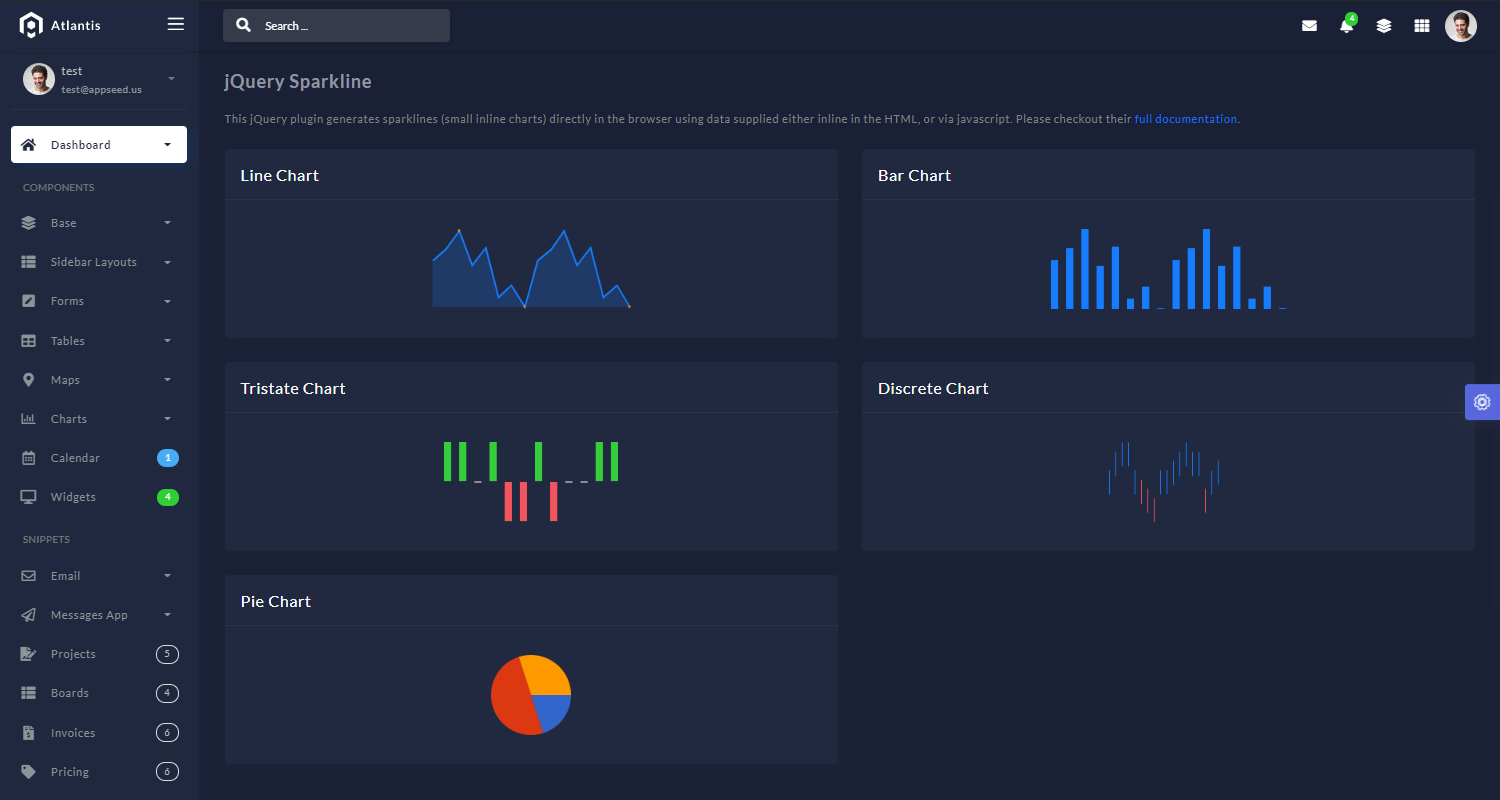 Atlantis
Search ...
4
test
test@appseed.us
Dashboard
COMPONENTS
Base
Sidebar Layouts
Forms
Tables
Maps
Charts
Calendar 1
Widgets 4
SNIPPETS
Email
Messages App
Projects 5
Boards 4
Invoices 6
Pricing 6
jQuery Sparkline
This jQuery plugin generates sparklines (small inline charts) directly in the browser using data supplied either inline in the HTML, or via javascript. Please checkout their full documentation.
Line Chart
Bar Chart
Tristate Chart
Discrete Chart
Pie Chart